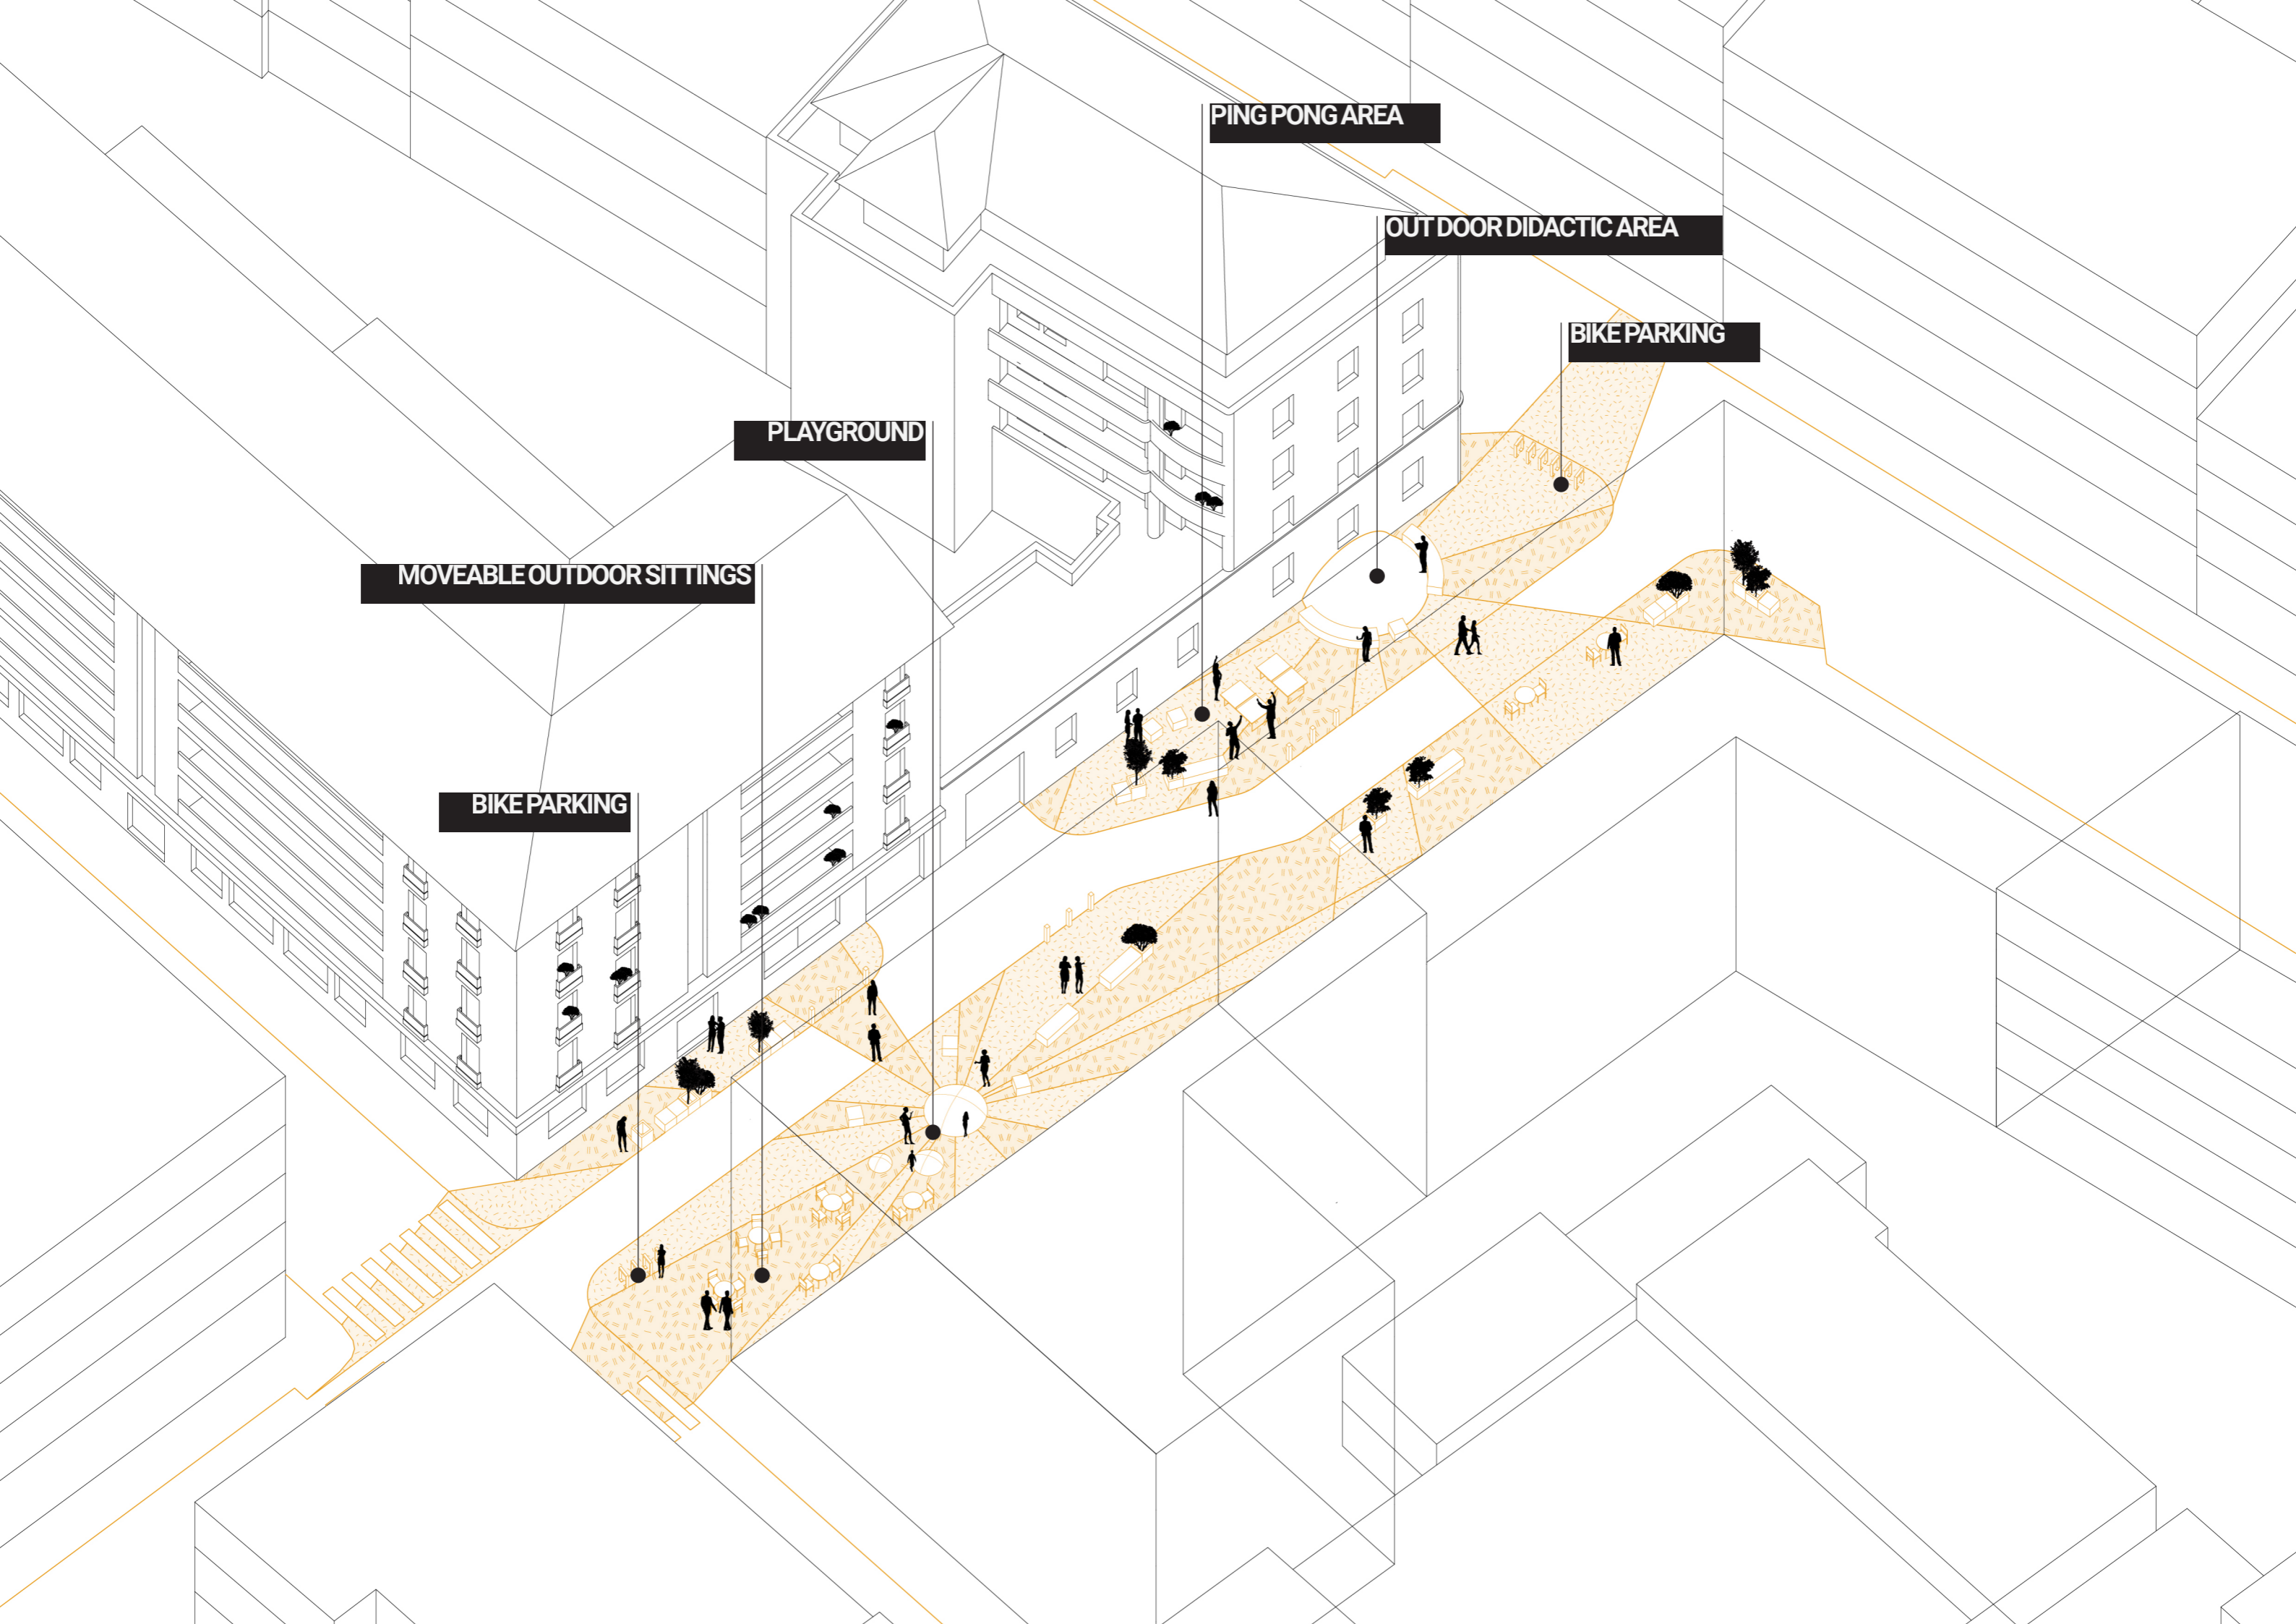 PING PONG AREA
OUT DOOR DIDACTIC AREA
BIKE PARKING
PLAYGROUND
MOVEABLE OUTDOOR SITTINGS
BIKE PARKING